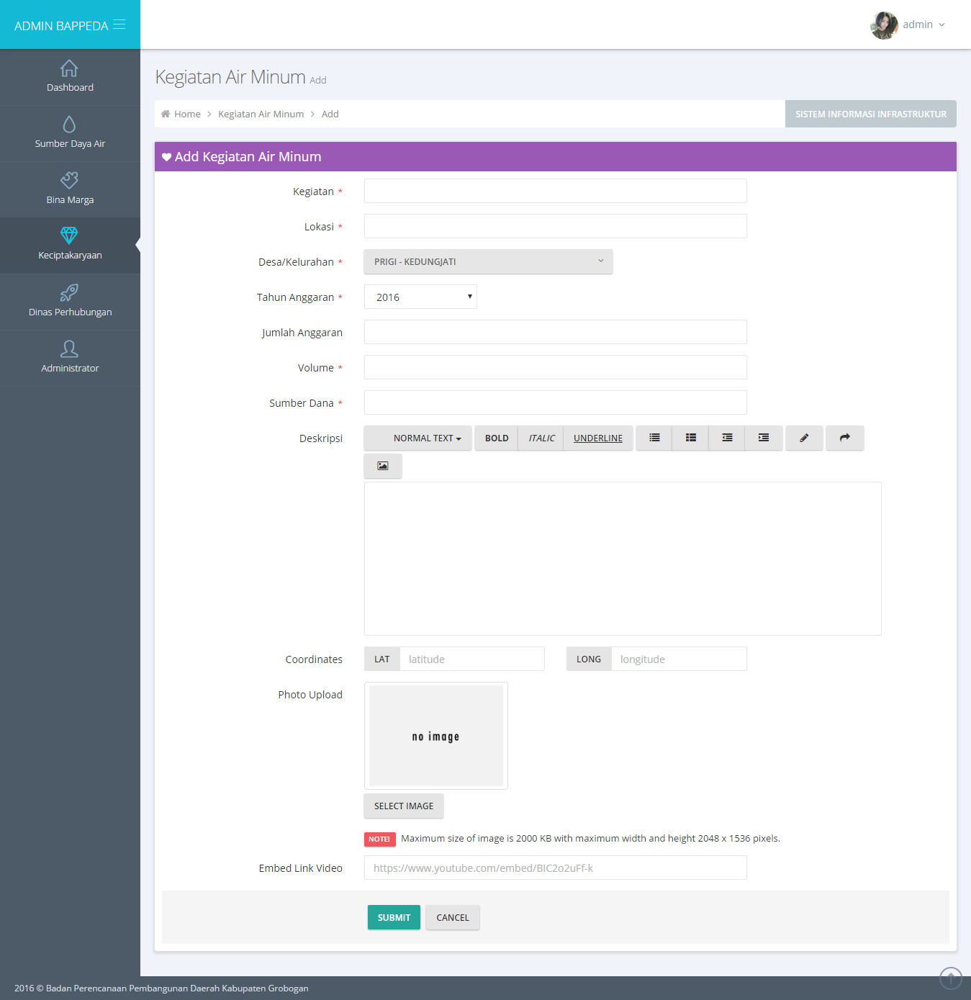 ADMIN BAPPEDA
admin
Dashboard
Sumber Daya Air
Bina Marga
Keciptakaryaan
Dinas Perhubungan
Administrator
Kegiatan Air Minum Add
Home > Kegiatan Air Minum > Add
SISTEM INFORMASI INFRASTRUKTUR
Add Kegiatan Air Minum
Kegiatan *
Lokasi *
Desa/Kelurahan * PRIGI - KEDUNGJATI
Tahun Anggaran * 2016
Jumlah Anggaran
Volume *
Sumber Dana *
Deskripsi NORMAL TEXT BOLD ITALIC UNDERLINE
Coordinates LAT latitude LONG longitude
Photo Upload
no image
SELECT IMAGE
NOTE! Maximum size of image is 2000 KB with maximum width and height 2048 x 1536 pixels.
Embed Link Video https://www.youtube.com/embed/BIC2o2uFf-k
SUBMIT CANCEL
2016 © Badan Perencanaan Pembangunan Daerah Kabupaten Grobogan